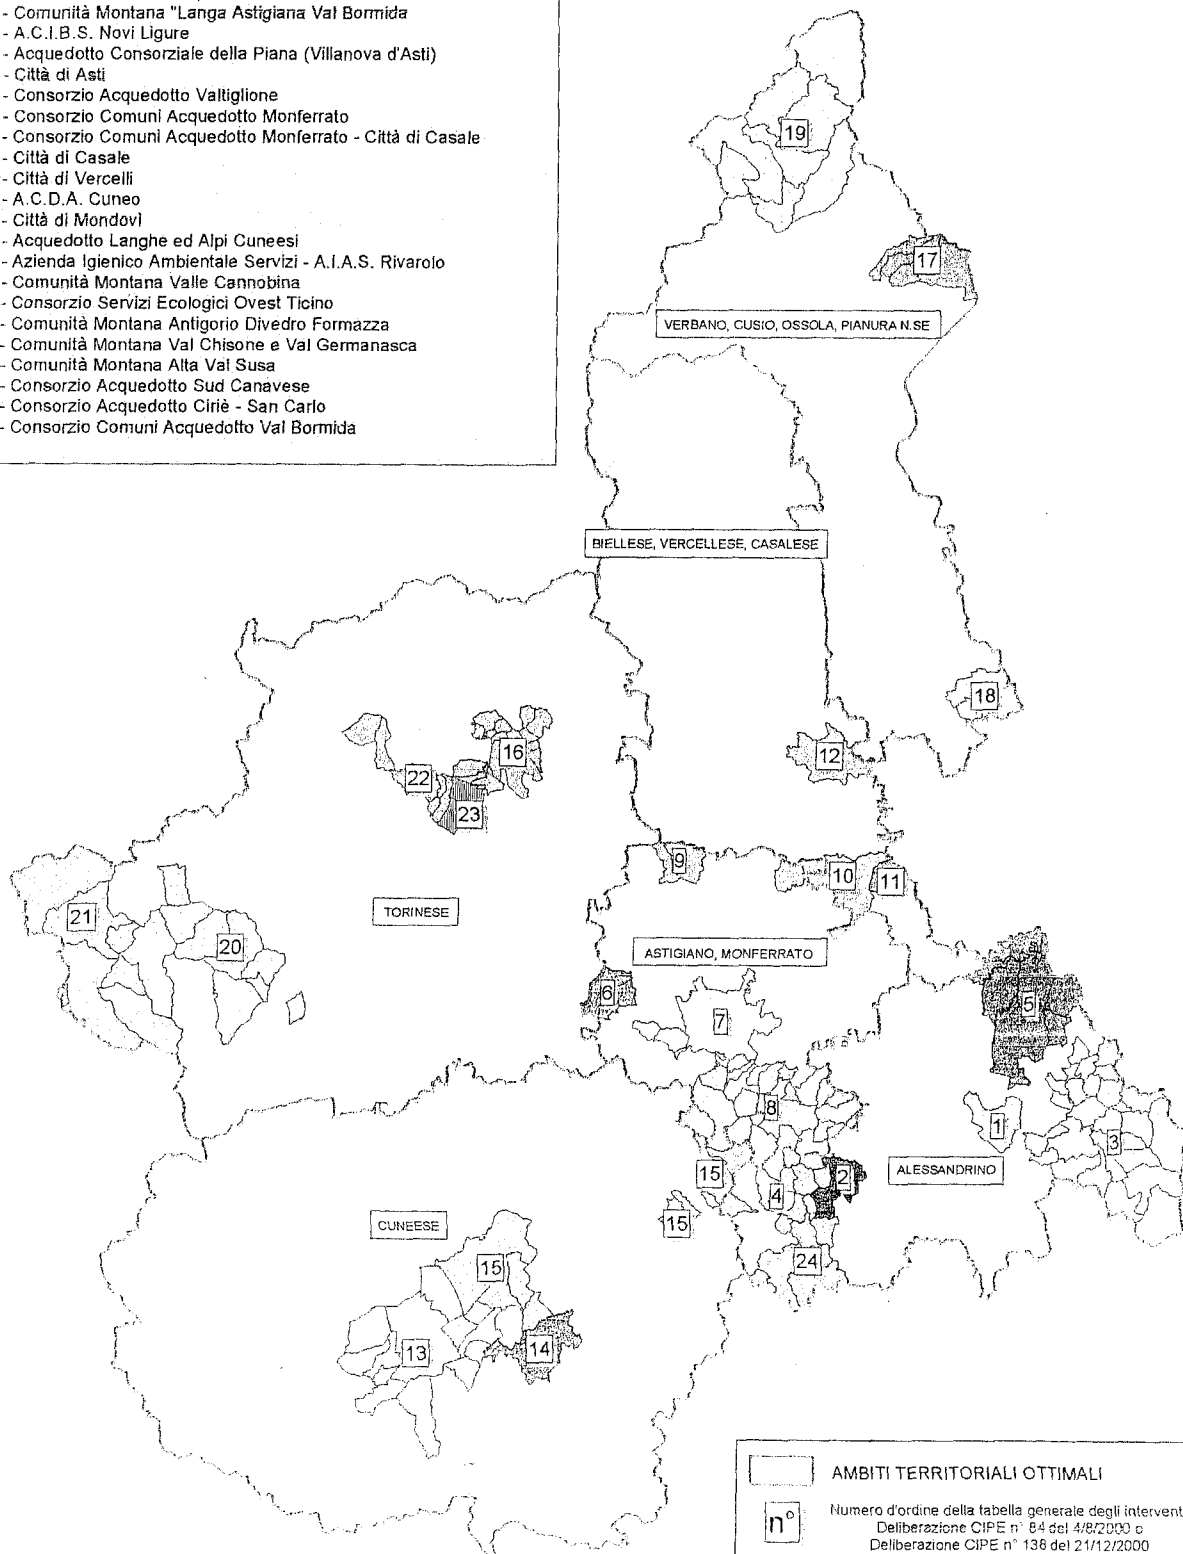 - Comunità Montana "Langa Astigiana Val Bormida
- A.C.I.B.S. Novi Ligure
- Acquedotto Consorziale della Piana (Villanova d'Asti)
- Città di Asti
- Consorzio Acquedotto Valtiglione
- Consorzio Comuni Acquedotto Monferrato
- Consorzio Comuni Acquedotto Monferrato - Città di Casale
- Città di Casale
- Città di Vercelli
- A.C.D.A. Cuneo
- Città di Mondovì
- Acquedotto Langhe ed Alpi Cuneesi
- Azienda Igienico Ambientale Servizi - A.I.A.S. Rivarolo
- Comunità Montana Valle Cannobina
- Consorzio Servizi Ecologici Ovest Ticino
- Comunità Montana Antigorio Divedro Formazza
- Comunità Montana Val Chisone e Val Germanasca
- Comunità Montana Alta Val Susa
- Consorzio Acquedotto Sud Canavese
- Consorzio Acquedotto Ciriè - San Carlo
- Consorzio Comuni Acquedotto Val Bormida
19
17
VERBANO, CUSIO, OSSOLA, PIANURA N.SE
BIELLESE, VERCELLESE, CASALESE
18
16
12
22
23
9
10
11
21
TORINESE
20
ASTIGIANO, MONFERRATO
6
5
7
8
1
3
15
2
ALESSANDRINO
4
CUNEESE
15
24
15
14
13
AMBITI TERRITORIALI OTTIMALI
n°
Numero d'ordine della tabella generale degli intervent
Deliberazione CIPE n° 84 del 4/8/2000 e
Deliberazione CIPE n° 138 del 21/12/2000